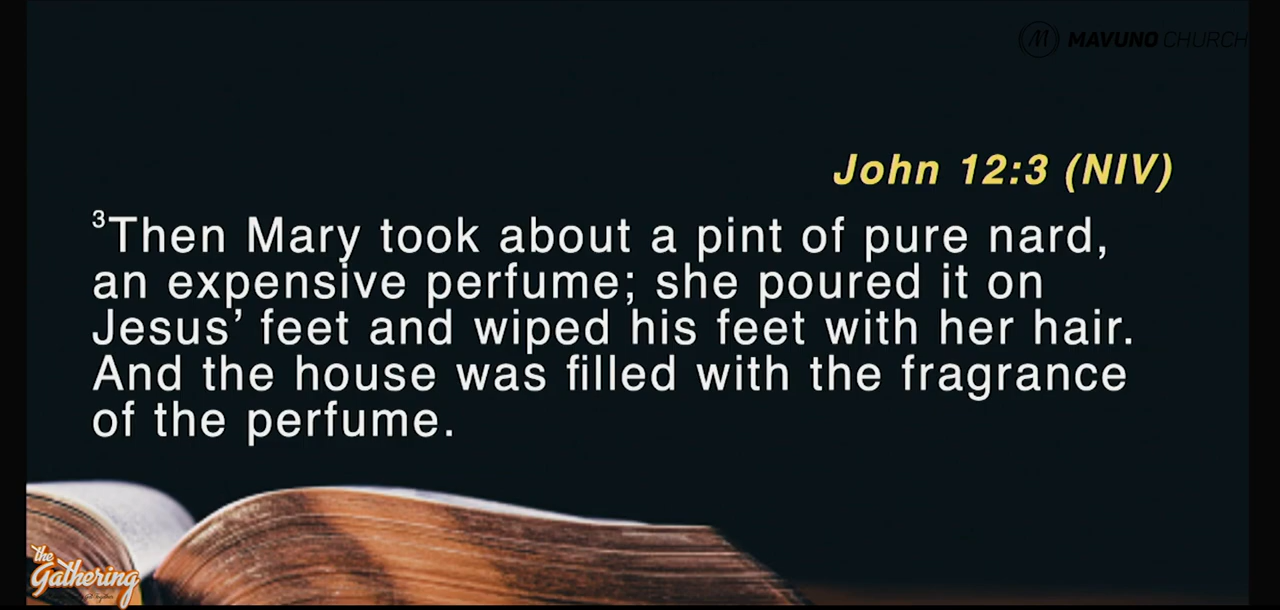 MAVUNO CHURCH
John 12:3 (NIV)
³Then Mary took about a pint of pure nard,
an expensive perfume; she poured it on
Jesus’ feet and wiped his feet with her hair.
And the house was filled with the fragrance
of the perfume.
the
Gathering